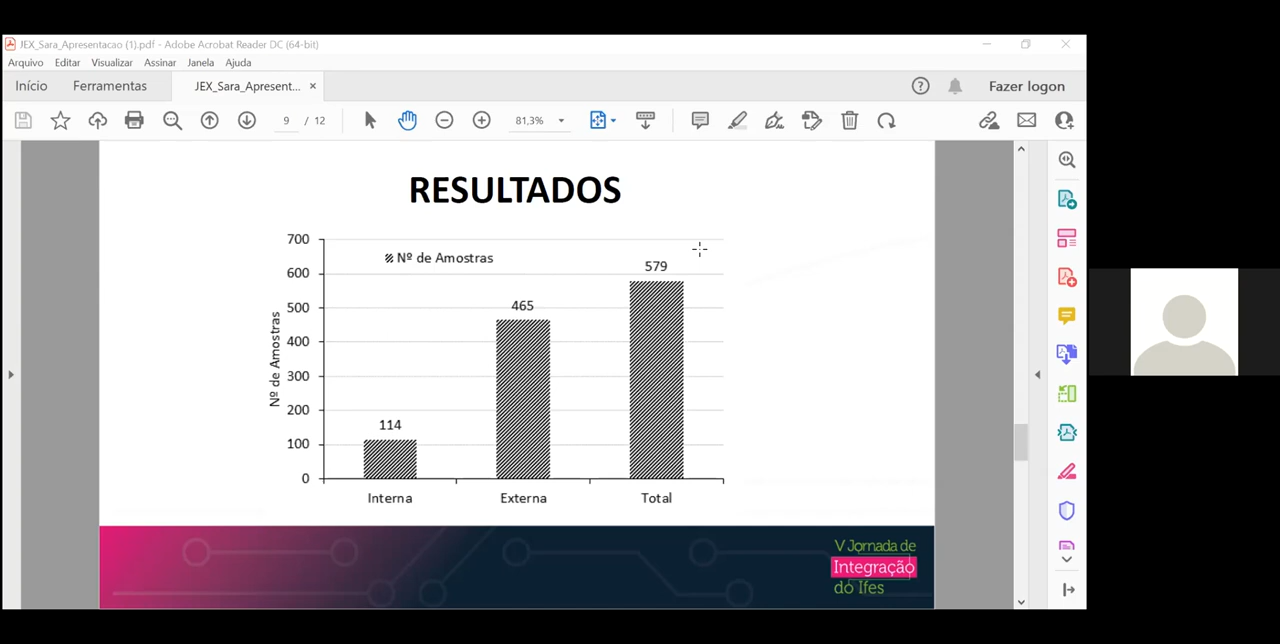 JEX_Sara_Apresentacao (1).pdf - Adobe Acrobat Reader DC (64-bit)
Arquivo Editar Visualizar Assinar Janela Ajuda
Início Ferramentas JEX_Sara_Apresent... × Fazer logon
9 / 12 81,3%
RESULTADOS
Nº de Amostras
700
600
500
400
300
200
100
0
Nº de Amostras
114
465
579
Interna Externa Total
V Jornada de
Integração
do Ifes